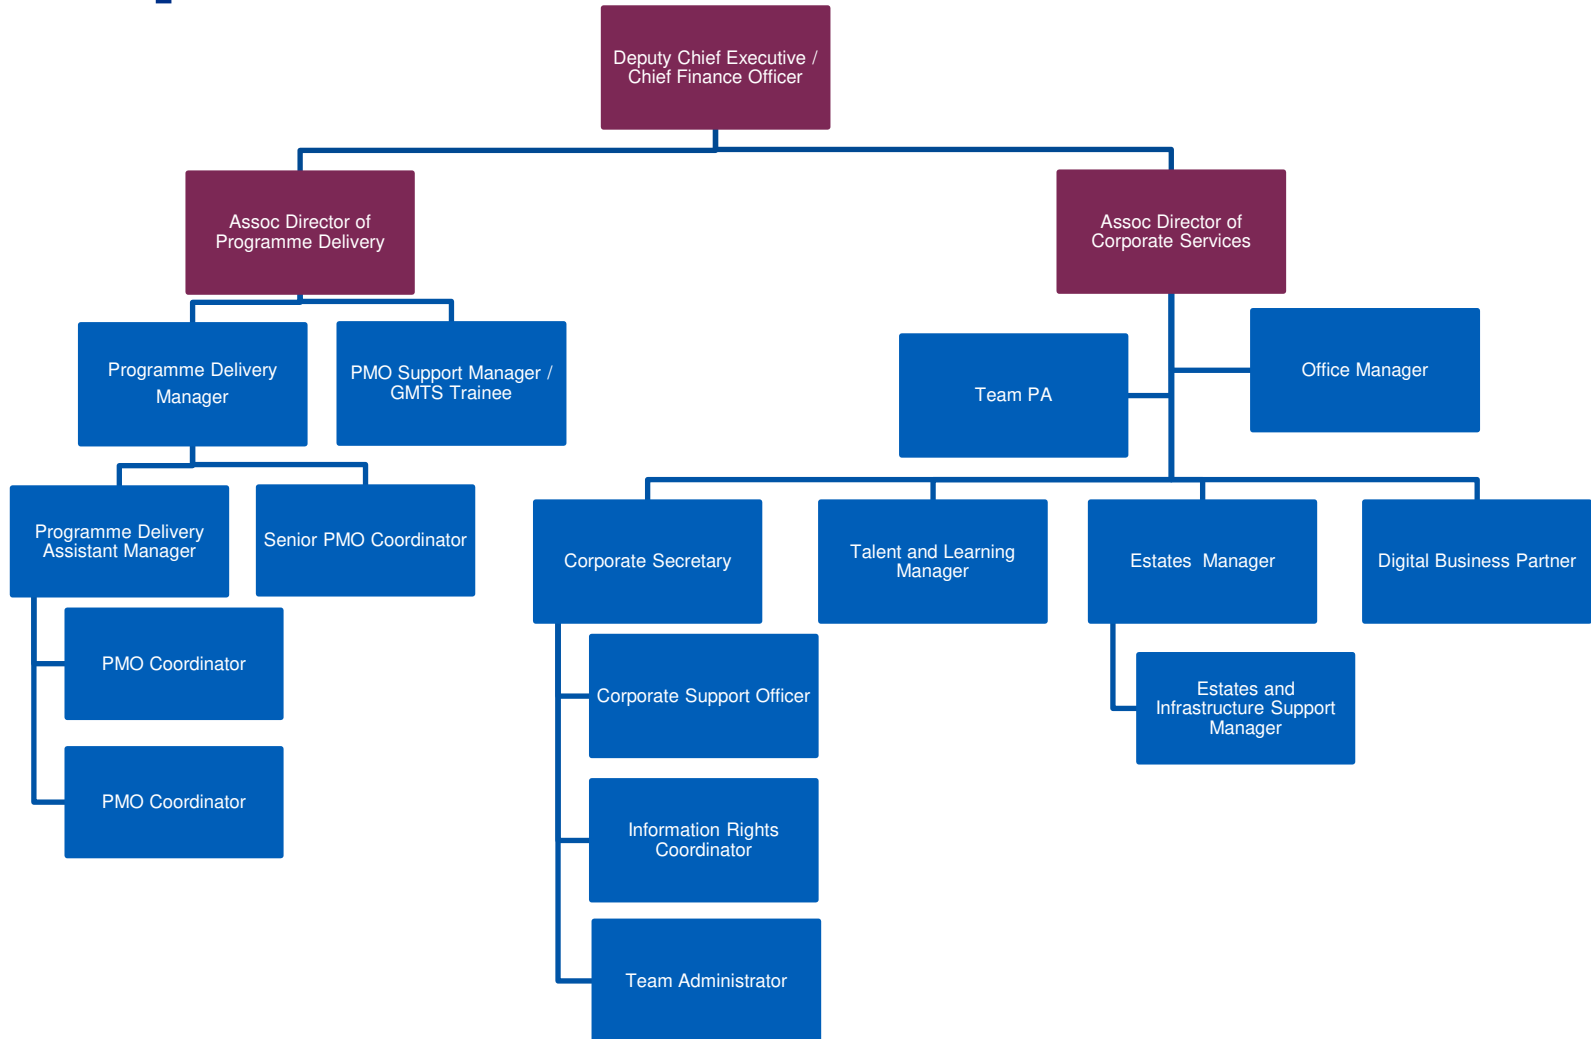 Deputy Chief Executive /
Chief Finance Officer
Assoc Director of
Programme Delivery
Assoc Director of
Corporate Services
Programme Delivery
Manager
PMO Support Manager /
GMTS Trainee
Team PA
Office Manager
Programme Delivery
Assistant Manager
Senior PMO Coordinator
Corporate Secretary
Talent and Learning
Manager
Estates Manager
Digital Business Partner
PMO Coordinator
Corporate Support Officer
Estates and
Infrastructure Support
Manager
PMO Coordinator
Information Rights
Coordinator
Team Administrator